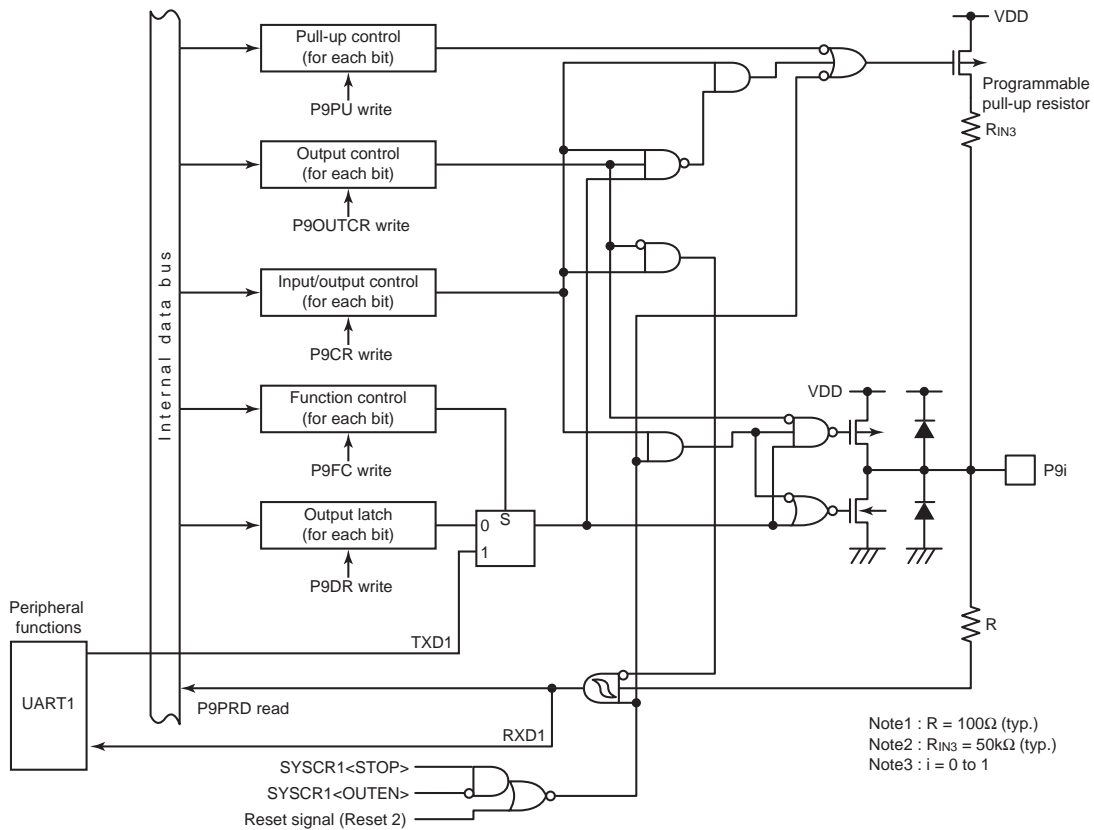 VDD
Pull-up control
(for each bit)
P9PU write
Programmable
pull-up resistor
RIN3
Output control
(for each bit)
P9OUTCR write
Internal data bus
Input/output control
(for each bit)
P9CR write
Function control
(for each bit)
P9FC write
VDD
P9i
Output latch
(for each bit)
P9DR write
S
0
1
Peripheral
functions
TXD1
R
UART1
P9PRD read
RXD1
Note1 : R = 100Ω (typ.)
Note2 : RIN3 = 50kΩ (typ.)
Note3 : i = 0 to 1
SYSCR1<STOP>
SYSCR1<OUTEN>
Reset signal (Reset 2)